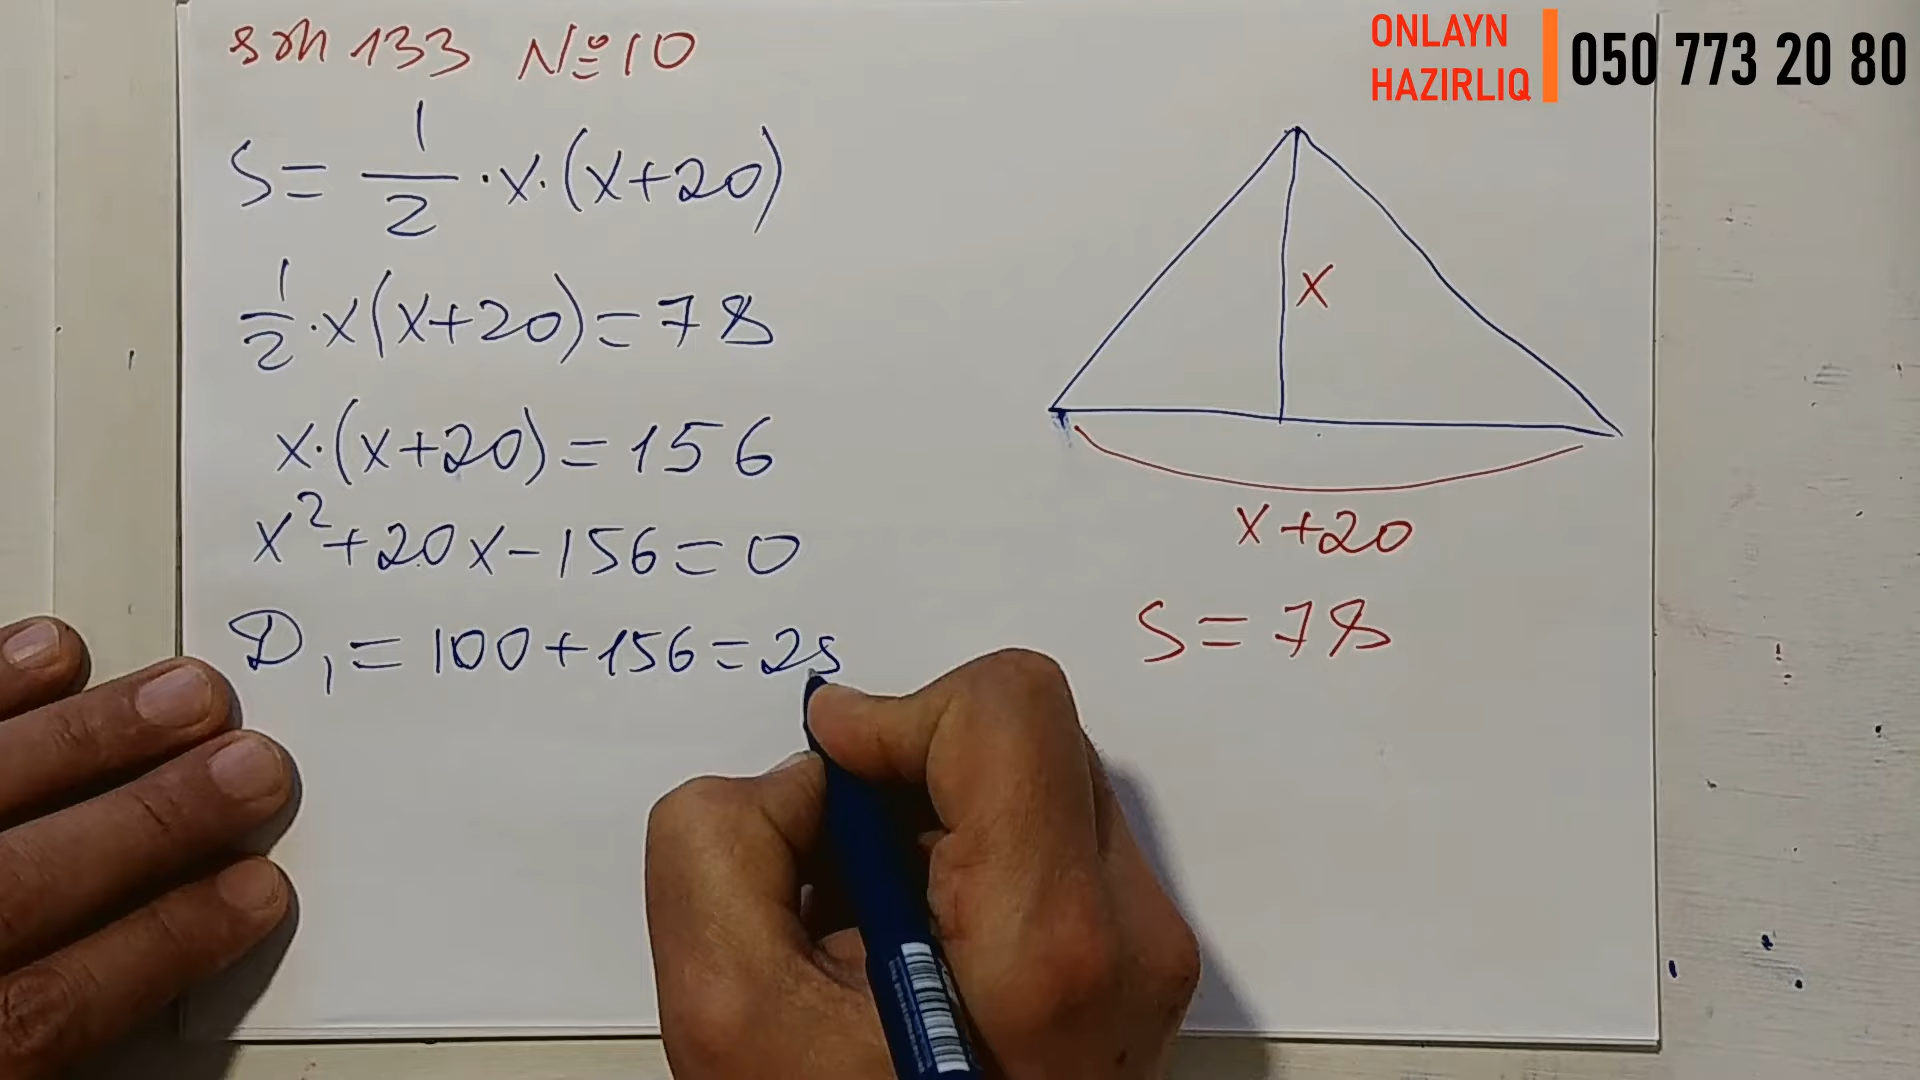 ONLAYN
HAZIRLIQ
050 773 20 80
səh 133 №10
S = 1/2 · x · (x+20)
1/2 · x(x+20) = 78
x·(x+20) = 156
x² + 20x - 156 = 0
D₁ = 100 + 156 = 25
x
x+20
S = 78